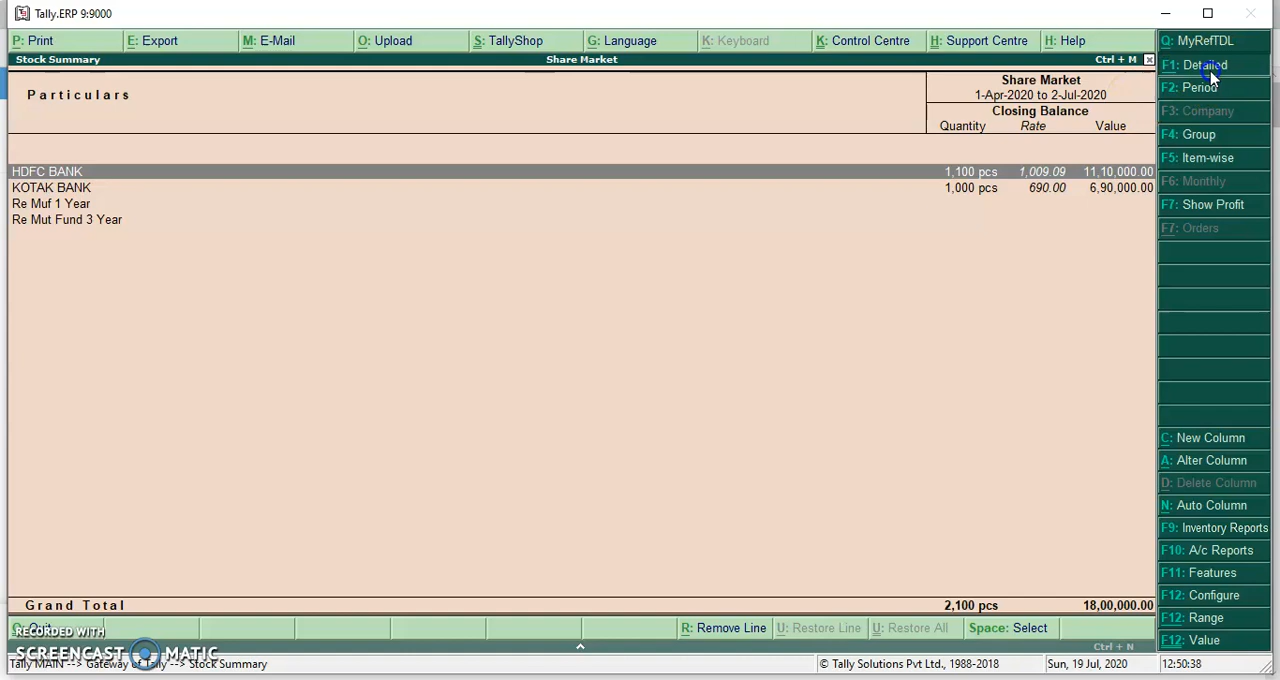 Tally.ERP 9:9000
P: Print E: Export M: E-Mail O: Upload S: TallyShop G: Language K: Keyboard K: Control Centre H: Support Centre H: Help
Stock Summary Share Market Ctrl + M
Particulars
Share Market
1-Apr-2020 to 2-Jul-2020
Closing Balance
Quantity Rate Value
HDFC BANK 1,100 pcs 1,009.09 11,10,000.00
KOTAK BANK 1,000 pcs 690.00 6,90,000.00
Re Muf 1 Year
Re Mut Fund 3 Year
Grand Total 2,100 pcs 18,00,000.00
Q: Quit R: Remove Line U: Restore Line U: Restore All Space: Select
Ctrl + N
Tally MAIN --> Gateway of Tally --> Stock Summary © Tally Solutions Pvt Ltd., 1988-2018 Sun, 19 Jul, 2020 12:50:38
Q: MyRefTDL
F1: Detailed
F2: Period
F3: Company
F4: Group
F5: Item-wise
F6: Monthly
F7: Show Profit
F7: Orders
C: New Column
A: Alter Column
D: Delete Column
N: Auto Column
F9: Inventory Reports
F10: A/c Reports
F11: Features
F12: Configure
F12: Range
F12: Value
RECORDED WITH
SCREENCAST MATIC